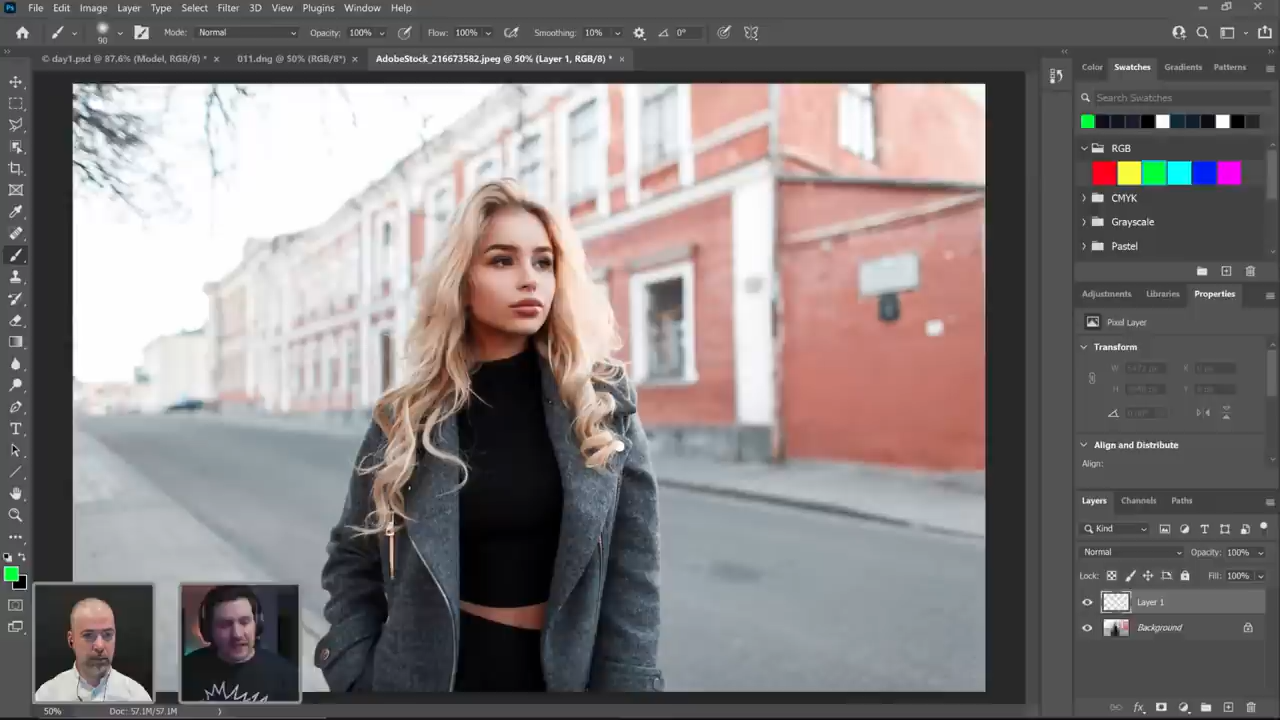 Ps File Edit Image Layer Type Select Filter 3D View Plugins Window Help
90 Mode: Normal Opacity: 100% Flow: 100% Smoothing: 10% 0°
© day1.psd @ 87.6% (Model, RGB/8) * × 011.dng @ 50% (RGB/8*) × AdobeStock_216673582.jpeg @ 50% (Layer 1, RGB/8) * ×
Color Swatches Gradients Patterns
Search Swatches
RGB
CMYK
Grayscale
Pastel
Adjustments Libraries Properties
Pixel Layer
Transform
W X
H Y
Align and Distribute
Align:
Layers Channels Paths
Kind
Normal Opacity: 100%
Lock: Fill: 100%
Layer 1
Background
fx
50% Doc: 57.1M/57.1M